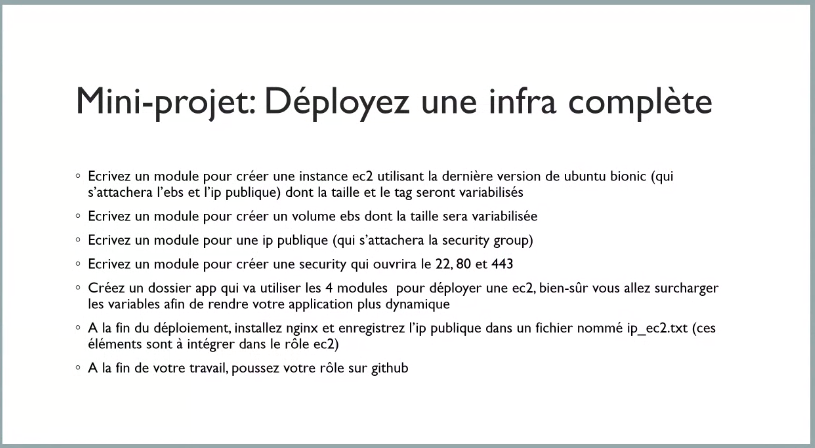 Mini-projet: Déployez une infra complète
◦ Ecrivez un module pour créer une instance ec2 utilisant la dernière version de ubuntu bionic (qui
s'attachera l'ebs et l'ip publique) dont la taille et le tag seront variabilisés
◦ Ecrivez un module pour créer un volume ebs dont la taille sera variabilisée
◦ Ecrivez un module pour une ip publique (qui s'attachera la security group)
◦ Ecrivez un module pour créer une security qui ouvrira le 22, 80 et 443
◦ Créez un dossier app qui va utiliser les 4 modules pour déployer une ec2, bien-sûr vous allez surcharger
les variables afin de rendre votre application plus dynamique
◦ A la fin du déploiement, installez nginx et enregistrez l'ip publique dans un fichier nommé ip_ec2.txt (ces
éléments sont à intégrer dans le rôle ec2)
◦ A la fin de votre travail, poussez votre rôle sur github